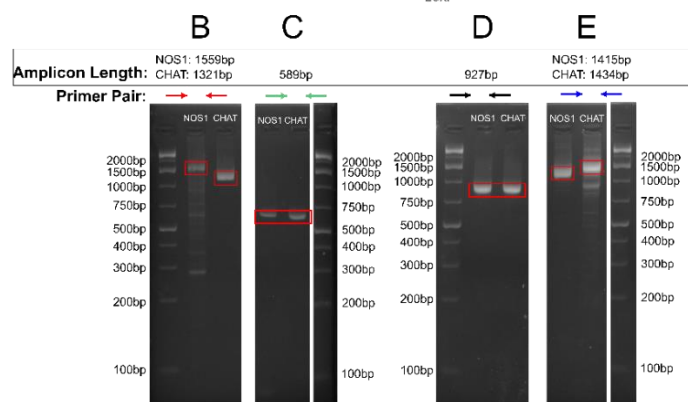 B C D E
Amplicon Length: NOS1: 1559bp CHAT: 1321bp 589bp 927bp NOS1: 1415bp CHAT: 1434bp
Primer Pair:
NOS1 CHAT NOS1 CHAT NOS1 CHAT NOS1 CHAT
2000bp 2000bp 2000bp 2000bp
1500bp 1500bp 1500bp 1500bp
1000bp 1000bp 1000bp 1000bp
750bp 750bp 750bp 750bp
500bp 500bp 500bp 500bp
400bp 400bp 400bp 400bp
300bp 300bp 300bp 300bp
200bp 200bp 200bp 200bp
100bp 100bp 100bp 100bp